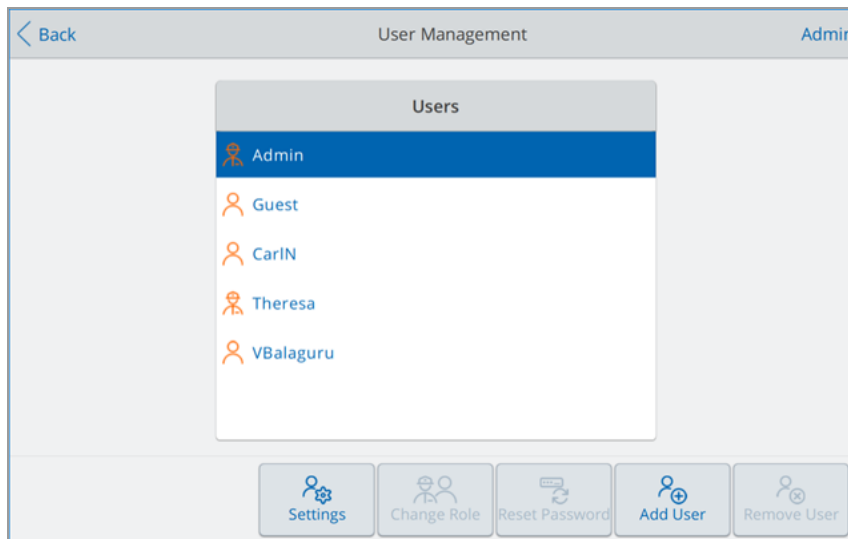 Back User Management Admin
Users
Admin
Guest
CarlN
Theresa
VBalaguru
Settings Change Role Reset Password Add User Remove User